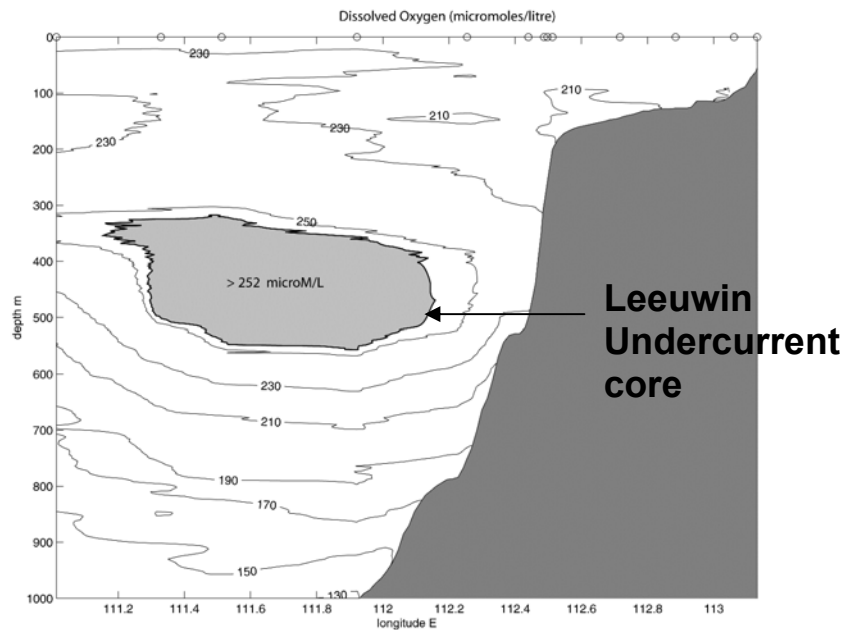 Dissolved Oxygen (micromoles/litre)
0
100
200
300
400
500
600
700
800
900
1000
depth m
230
210
210
230
230
250
> 252 microM/L
230
210
190
170
150
130
Leeuwin
Undercurrent
core
111.2 111.4 111.6 111.8 112 112.2 112.4 112.6 112.8 113
longitude E